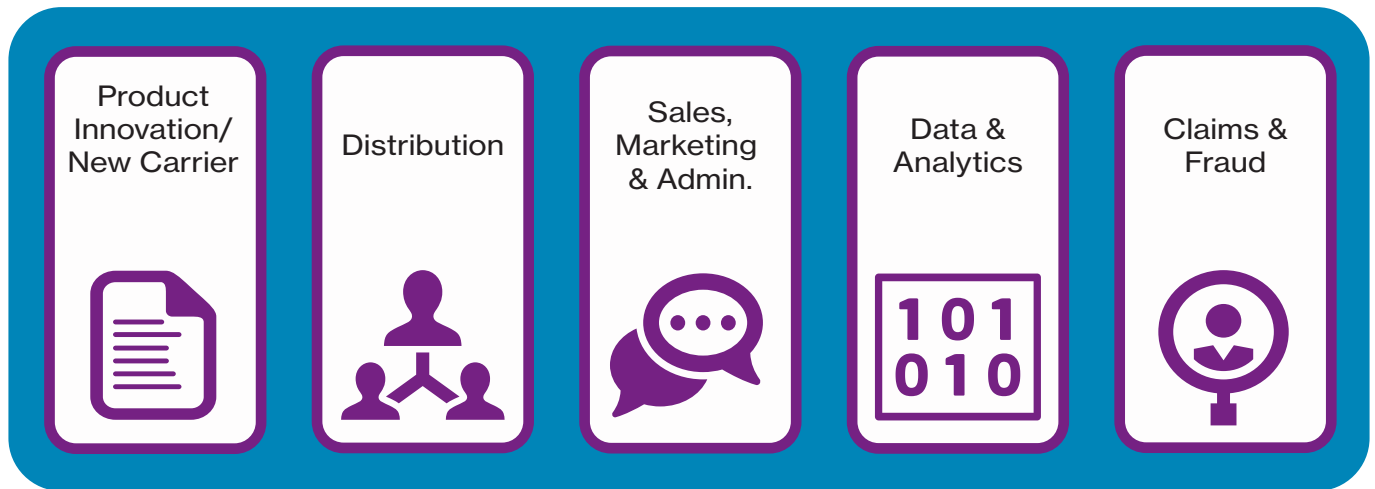 Product
Innovation/
New Carrier
Distribution
Sales,
Marketing
& Admin.
Data &
Analytics
101
010
Claims &
Fraud